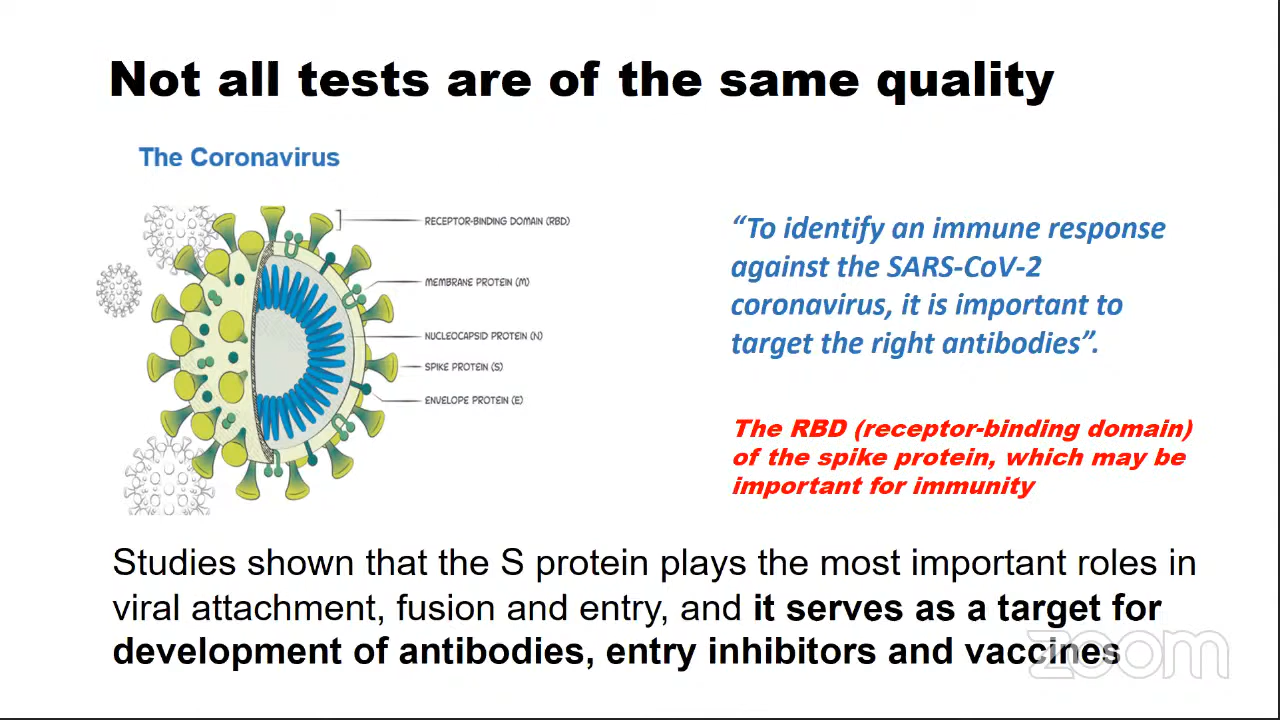 Not all tests are of the same quality
The Coronavirus
RECEPTOR-BINDING DOMAIN (RBD)
MEMBRANE PROTEIN (M)
NUCLEOCAPSID PROTEIN (N)
SPIKE PROTEIN (S)
ENVELOPE PROTEIN (E)
“To identify an immune response
against the SARS-CoV-2
coronavirus, it is important to
target the right antibodies”.
The RBD (receptor-binding domain)
of the spike protein, which may be
important for immunity
Studies shown that the S protein plays the most important roles in
viral attachment, fusion and entry, and it serves as a target for
development of antibodies, entry inhibitors and vaccines
zoom